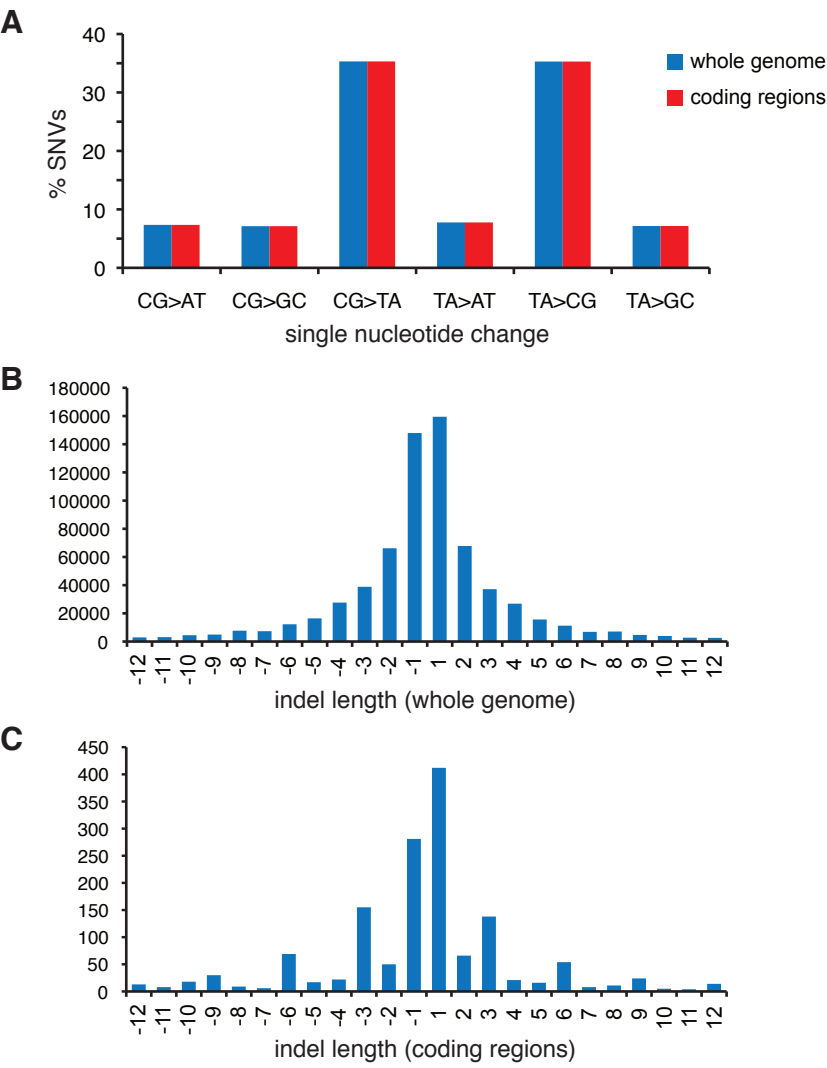 A
40
30
20
10
0
% SNVs
whole genome
coding regions
CG>AT CG>GC CG>TA TA>AT TA>CG TA>GC
single nucleotide change
B
180000
160000
140000
120000
100000
80000
60000
40000
20000
0
-12 -11 -10 -9 -8 -7 -6 -5 -4 -3 -2 -1 1 2 3 4 5 6 7 8 9 10 11 12
indel length (whole genome)
C
450
400
350
300
250
200
150
100
50
0
-12 -11 -10 -9 -8 -7 -6 -5 -4 -3 -2 -1 1 2 3 4 5 6 7 8 9 10 11 12
indel length (coding regions)